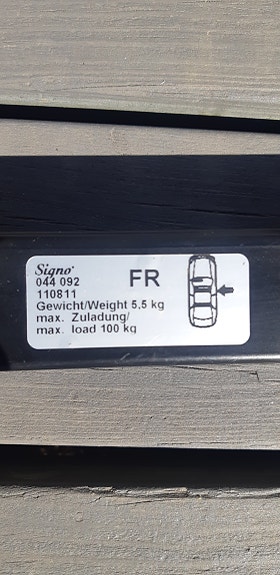 Signo
044 092
110811
FR
Gewicht/Weight 5,5 kg
max. Zuladung/
max. load 100 kg